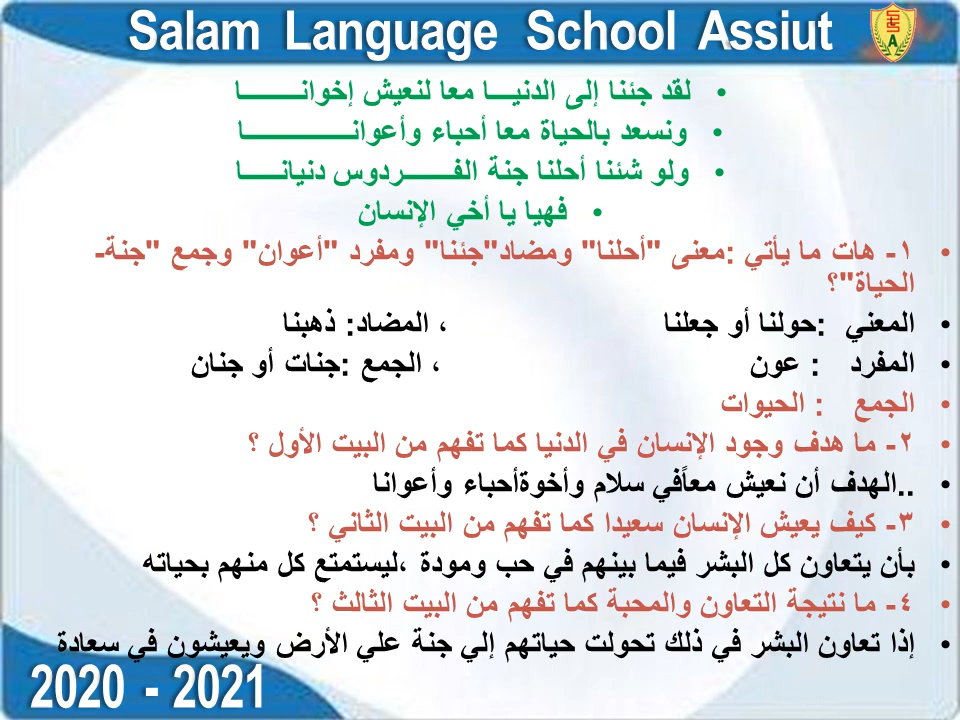 Salam Language School Assiut
• لقد جئنا إلى الدنيـــا معا لنعيش إخوانـــــــــا
• ونسعد بالحياة معا أحباء وأعوانـــــــــــــــــا
• ولو شئنا أحلنا جنة الفـــــــردوس دنيانــــــا
• فهيا يا أخي الإنسان
• ١- هات ما يأتي :معنى "أحلنا" ومضاد"جئنا" ومفرد "أعوان" وجمع "جنة-
الحياة"؟
• المعني :حولنا أو جعلنا ، المضاد: ذهبنا
• المفرد : عون ، الجمع :جنات أو جنان
• الجمع : الحيوات
• ٢- ما هدف وجود الإنسان في الدنيا كما تفهم من البيت الأول ؟
• ..الهدف أن نعيش معاًفي سلام وأخوةأحباء وأعوانا
• ٣- كيف يعيش الإنسان سعيدا كما تفهم من البيت الثاني ؟
• بأن يتعاون كل البشر فيما بينهم في حب ومودة ،ليستمتع كل منهم بحياته
• ٤- ما نتيجة التعاون والمحبة كما تفهم من البيت الثالث ؟
• إذا تعاون البشر في ذلك تحولت حياتهم إلي جنة علي الأرض ويعيشون في سعادة
2020 - 2021